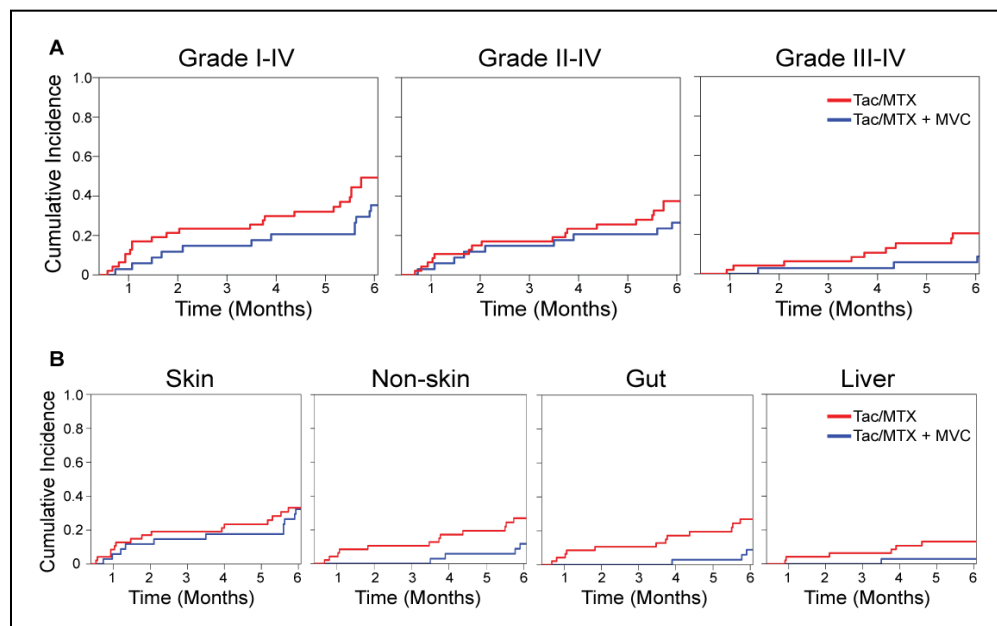 A
Grade I-IV
Grade II-IV
Grade III-IV
Cumulative Incidence
1.0
0.8
0.6
0.4
0.2
0
Tac/MTX
Tac/MTX + MVC
1 2 3 4 5 6
1 2 3 4 5 6
1 2 3 4 5 6
Time (Months)
Time (Months)
Time (Months)
B
Skin
Non-skin
Gut
Liver
Cumulative Incidence
1.0
0.8
0.6
0.4
0.2
0
Tac/MTX
Tac/MTX + MVC
1 2 3 4 5 6
1 2 3 4 5 6
1 2 3 4 5 6
1 2 3 4 5 6
Time (Months)
Time (Months)
Time (Months)
Time (Months)